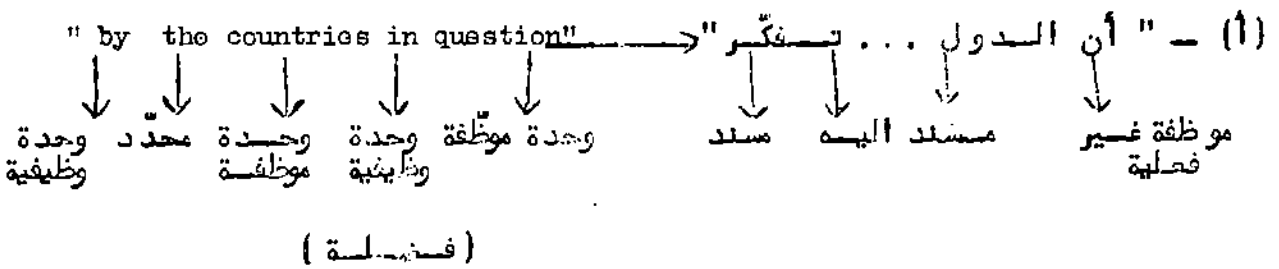 (أ) ـ " أن الدول ... تفكّر" ← "by the countries in question"
موظفة غير مسند اليه مسند وحدة موظّفة وحدة وحدة محدّد وحدة
فعلية وظيفية موظفة وظيفية
(فضلة)